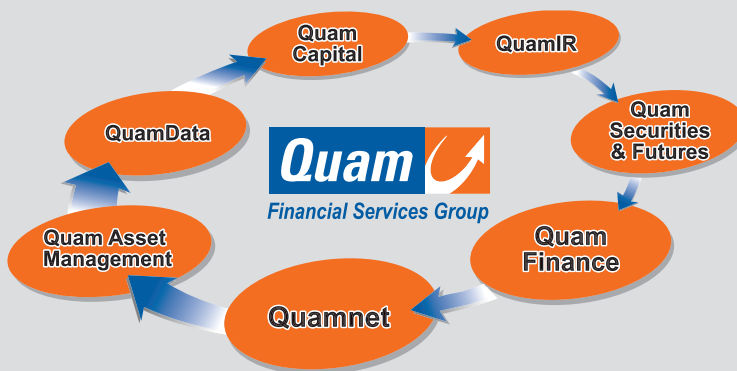 Quam
Capital
QuamIR
Quam
Securities
& Futures
Quam
Finance
Quamnet
Quam Asset
Management
QuamData
Quam
Financial Services Group